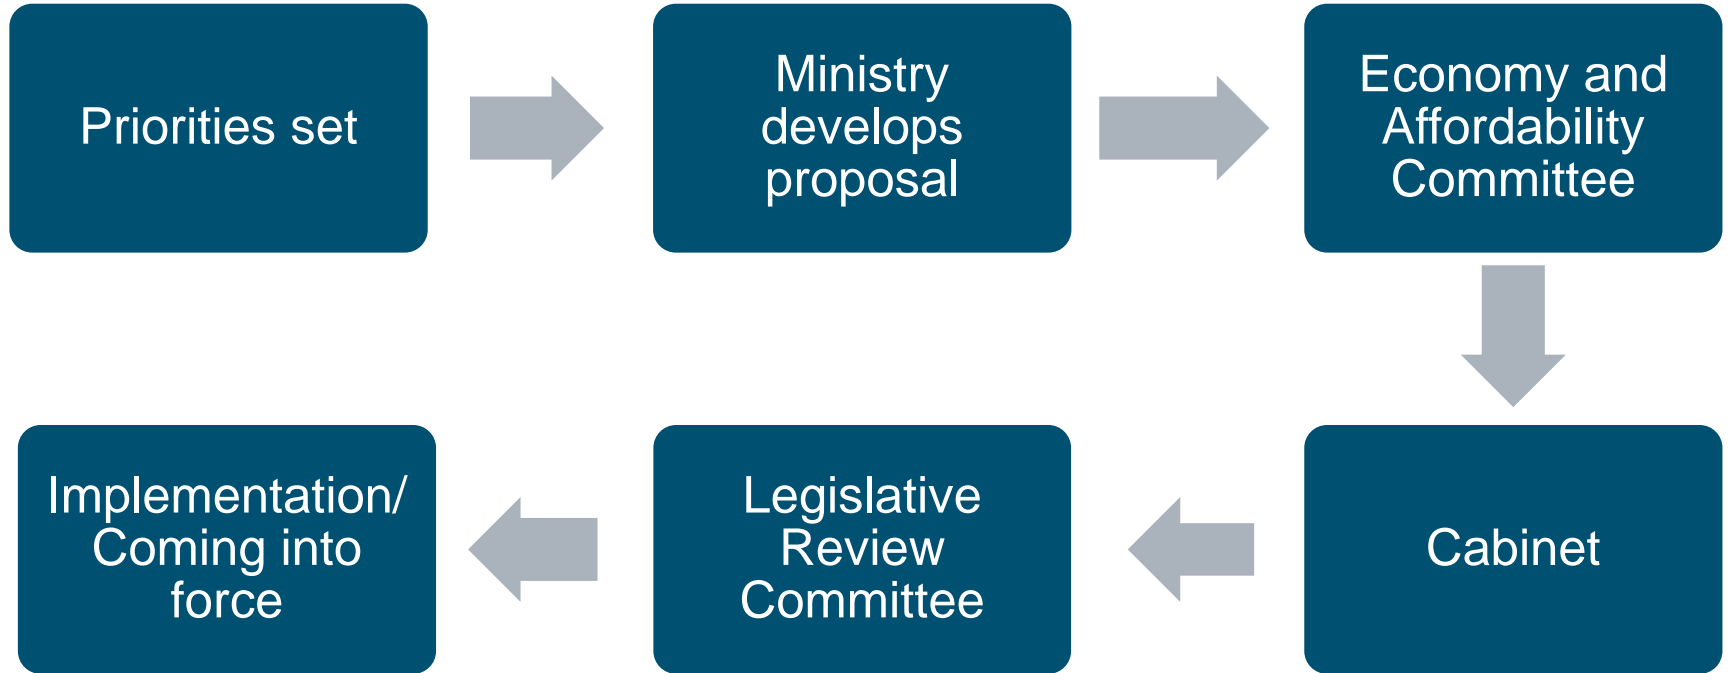 Priorities set
Ministry
develops
proposal
Economy and
Affordability
Committee
Cabinet
Legislative
Review
Committee
Implementation/
Coming into
force